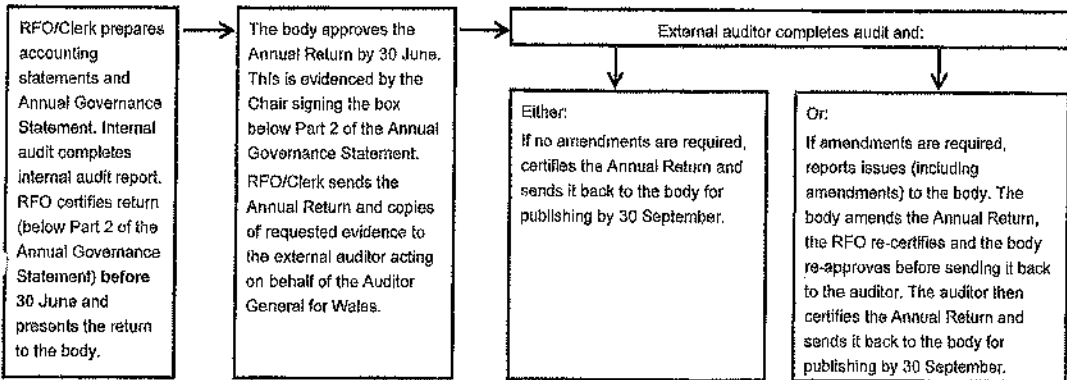 RFO/Clerk prepares
accounting
statements and
Annual Governance
Statement. Internal
audit completes
internal audit report.
RFO certifies return
(below Part 2 of the
Annual Governance
Statement) before
30 June and
presents the return
to the body.
The body approves the
Annual Return by 30 June.
This is evidenced by the
Chair signing the box
below Part 2 of the Annual
Governance Statement.
RFO/Clerk sends the
Annual Return and copies
of requested evidence to
the external auditor acting
on behalf of the Auditor
General for Wales.
External auditor completes audit and:
Either:
If no amendments are required,
certifies the Annual Return and
sends it back to the body for
publishing by 30 September.
Or:
If amendments are required,
reports issues (including
amendments) to the body. The
body amends the Annual Return,
the RFO re-certifies and the body
re-approves before sending it back
to the auditor. The auditor then
certifies the Annual Return and
sends it back to the body for
publishing by 30 September.